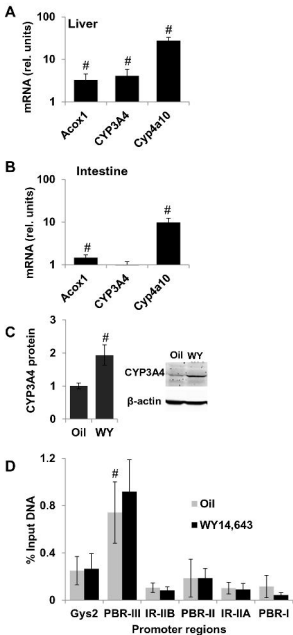 A
Liver
mRNA (rel. units)
100
10
1
#
#
#
Acox1
CYP3A4
Cyp4a10
B
Intestine
mRNA (rel. units)
100
10
1
#
#
Acox1
CYP3A4
Cyp4a10
C
CYP3A4 protein
3
2
1
0
#
Oil
WY
Oil WY
CYP3A4
β-actin
D
% Input DNA
1.4
1
0.6
0.2
#
Oil
WY14,643
Gys2 PBR-III IR-IIB PBR-II IR-IIA PBR-I
Promoter regions